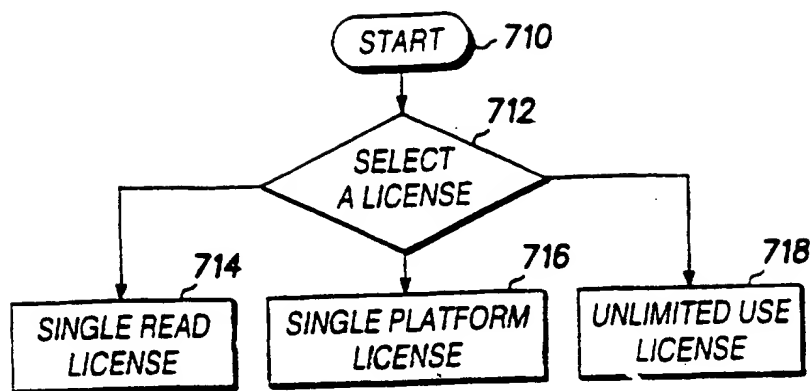 START
710
712
SELECT
A LICENSE
714
716
718
SINGLE READ
LICENSE
SINGLE PLATFORM
LICENSE
UNLIMITED USE
LICENSE